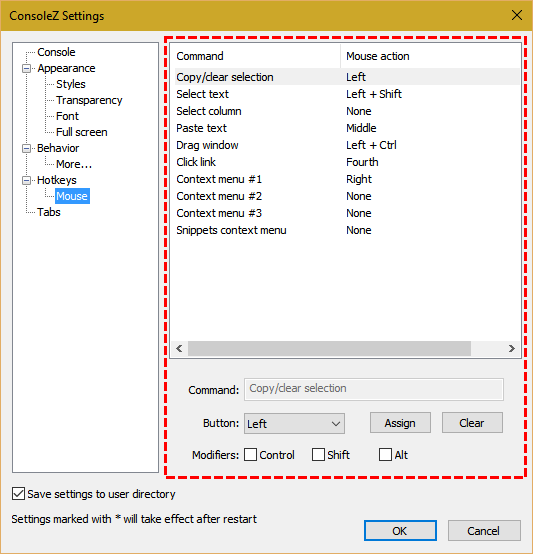 ConsoleZ Settings
Console
Appearance
Styles
Transparency
Font
Full screen
Behavior
More...
Hotkeys
Mouse
Tabs
Command Mouse action
Copy/clear selection Left
Select text Left + Shift
Select column None
Paste text Middle
Drag window Left + Ctrl
Click link Fourth
Context menu #1 Right
Context menu #2 None
Context menu #3 None
Snippets context menu None
Command: Copy/clear selection
Button: Left Assign Clear
Modifiers: Control Shift Alt
Save settings to user directory
Settings marked with * will take effect after restart
OK Cancel